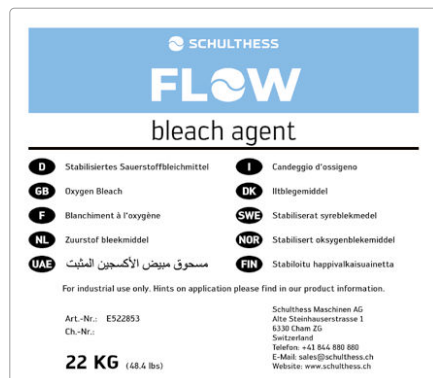 SCHULTHESS
FLOW
bleach agent
D Stabilisiertes Sauerstoffbleichmittel
GB Oxygen Bleach
F Blanchiment à l'oxygène
NL Zuurstof bleekmiddel
UAE مسحوق مبيض الأكسجين المثبت
I Candeggio d'ossigeno
DK Iltblegemiddel
SWE Stabiliserat syreblekmedel
NOR Stabilisert oksygenblekemiddel
FIN Stabiloitu happivalkaisuainetta
For industrial use only. Hints on application please find in our product information.
Art.-Nr.: E522853
Ch.-Nr.:
22 KG (48.4 lbs)
Schulthess Maschinen AG
Alte Steinhauserstrasse 1
6330 Cham ZG
Switzerland
Telefon: +41 844 880 880
E-Mail: sales@schulthess.ch
Website: www.schulthess.ch